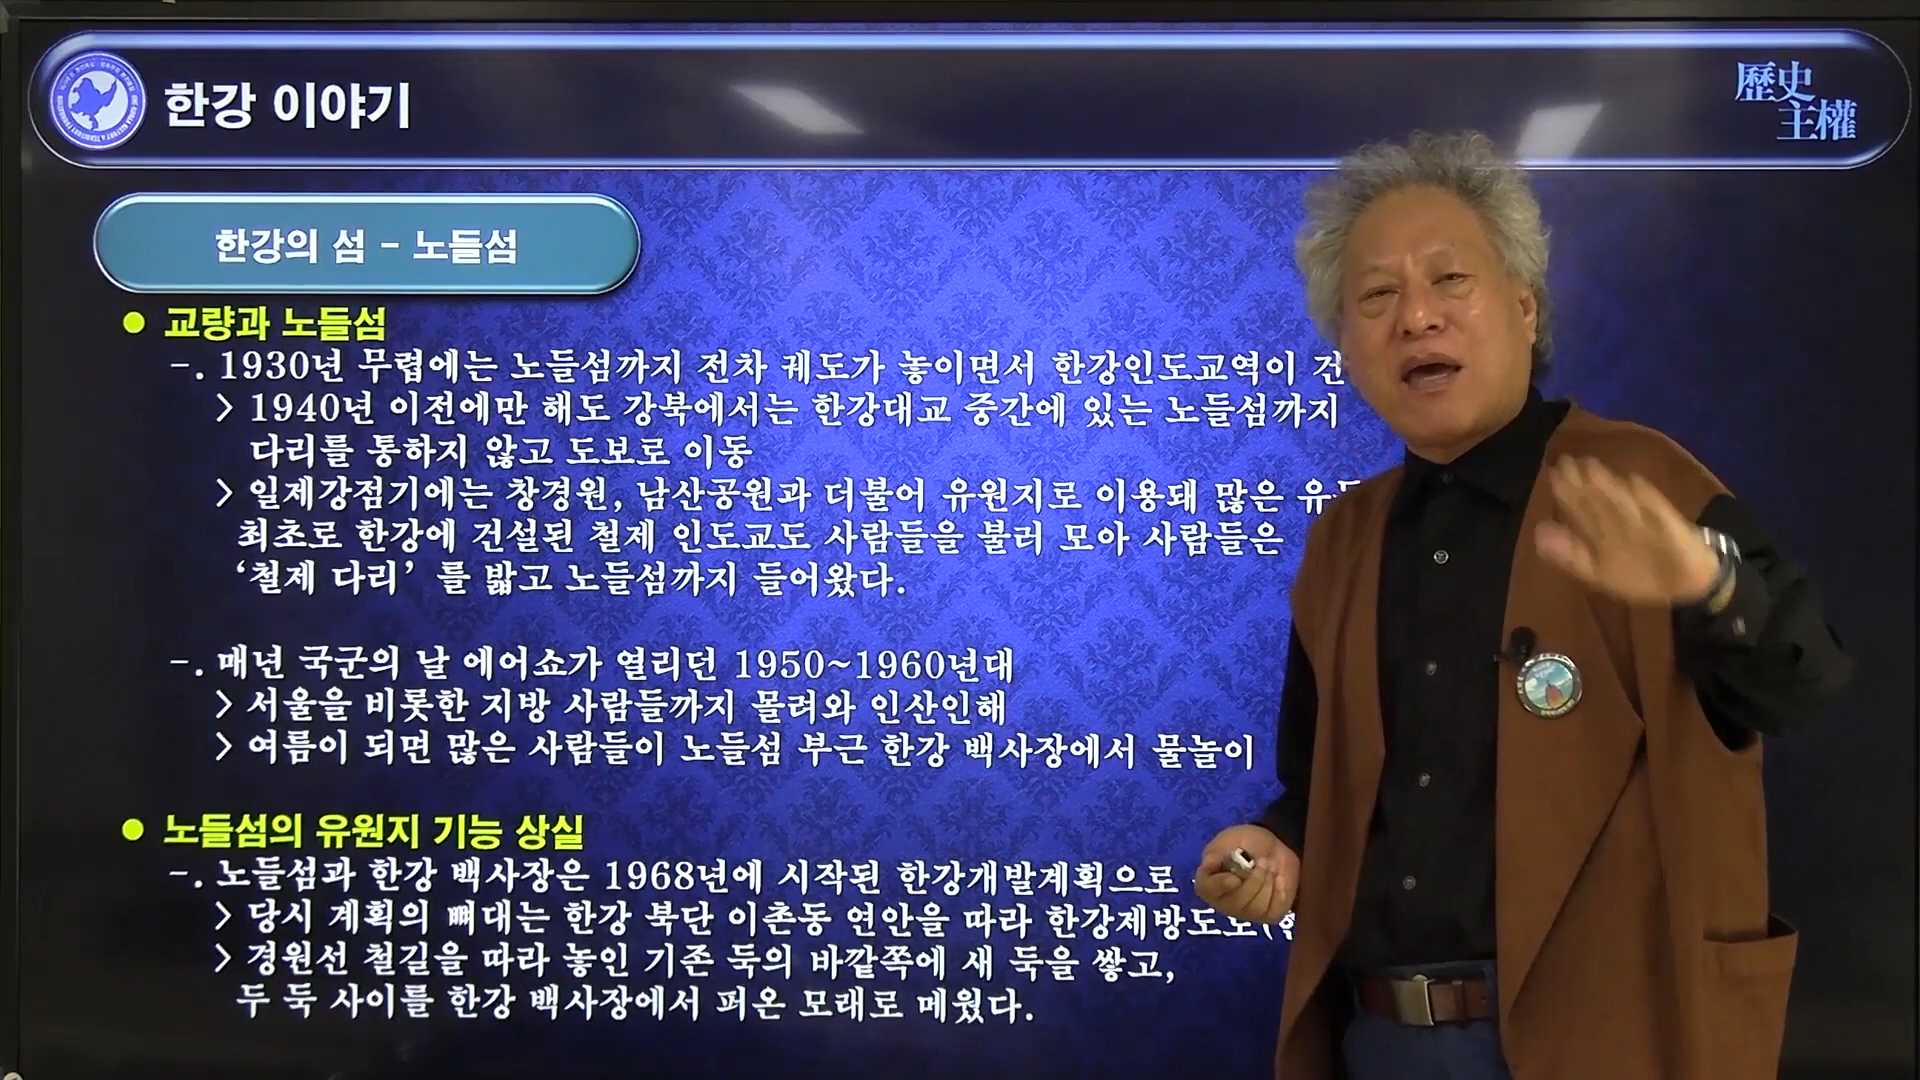 한강 이야기
歷史
主權
한강의 섬 - 노들섬
● 교량과 노들섬
-. 1930년 무렵에는 노들섬까지 전차 궤도가 놓이면서 한강인도교역이 건
> 1940년 이전에만 해도 강북에서는 한강대교 중간에 있는 노들섬까지
다리를 통하지 않고 도보로 이동
> 일제강점기에는 창경원, 남산공원과 더불어 유원지로 이용돼 많은
최초로 한강에 건설된 철제 인도교도 사람들을 불러 모아 사람들은
‘철제 다리’ 를 밟고 노들섬까지 들어왔다.
-. 매년 국군의 날 에어쇼가 열리던 1950~1960년대
> 서울을 비롯한 지방 사람들까지 몰려와 인산인해
> 여름이 되면 많은 사람들이 노들섬 부근 한강 백사장에서 물놀이
● 노들섬의 유원지 기능 상실
-. 노들섬과 한강 백사장은 1968년에 시작된 한강개발계획으로
> 당시 계획의 뼈대는 한강 북단 이촌동 연안을 따라 한강제방도로(
> 경원선 철길을 따라 놓인 기존 둑의 바깥쪽에 새 둑을 쌓고,
두 둑 사이를 한강 백사장에서 퍼온 모래로 메웠다.